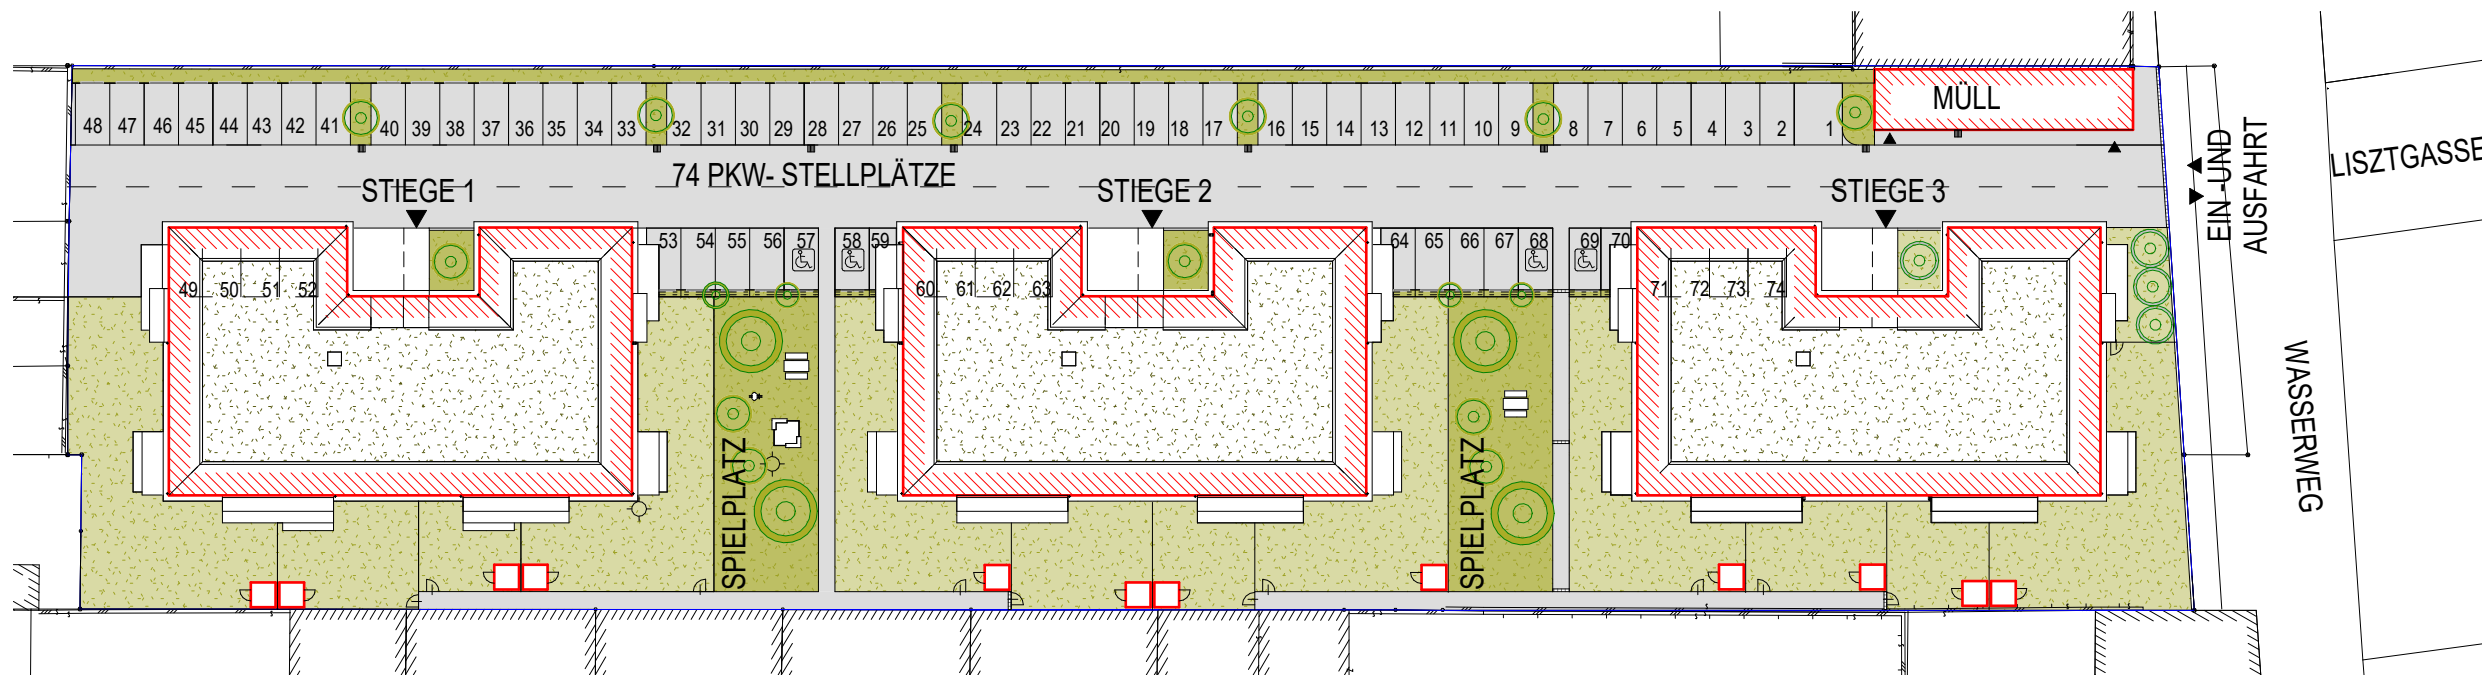 MÜLL
48 47 46 45 44 43 42 41 40 39 38 37 36 35 34 33 32 31 30 29 28 27 26 25 24 23 22 21 20 19 18 17 16 15 14 13 12 11 10 9 8 7 6 5 4 3 2 1
74 PKW- STELLPLÄTZE
STIEGE 1
STIEGE 2
STIEGE 3
EIN -UND
AUSFAHRT
LISZTGASSE
53 54 55 56 57 58 59
64 65 66 67 68 69 70
49 50 51 52
60 61 62 63
71 72 73 74
SPIELPLATZ
SPIELPLATZ
WASSERWEG